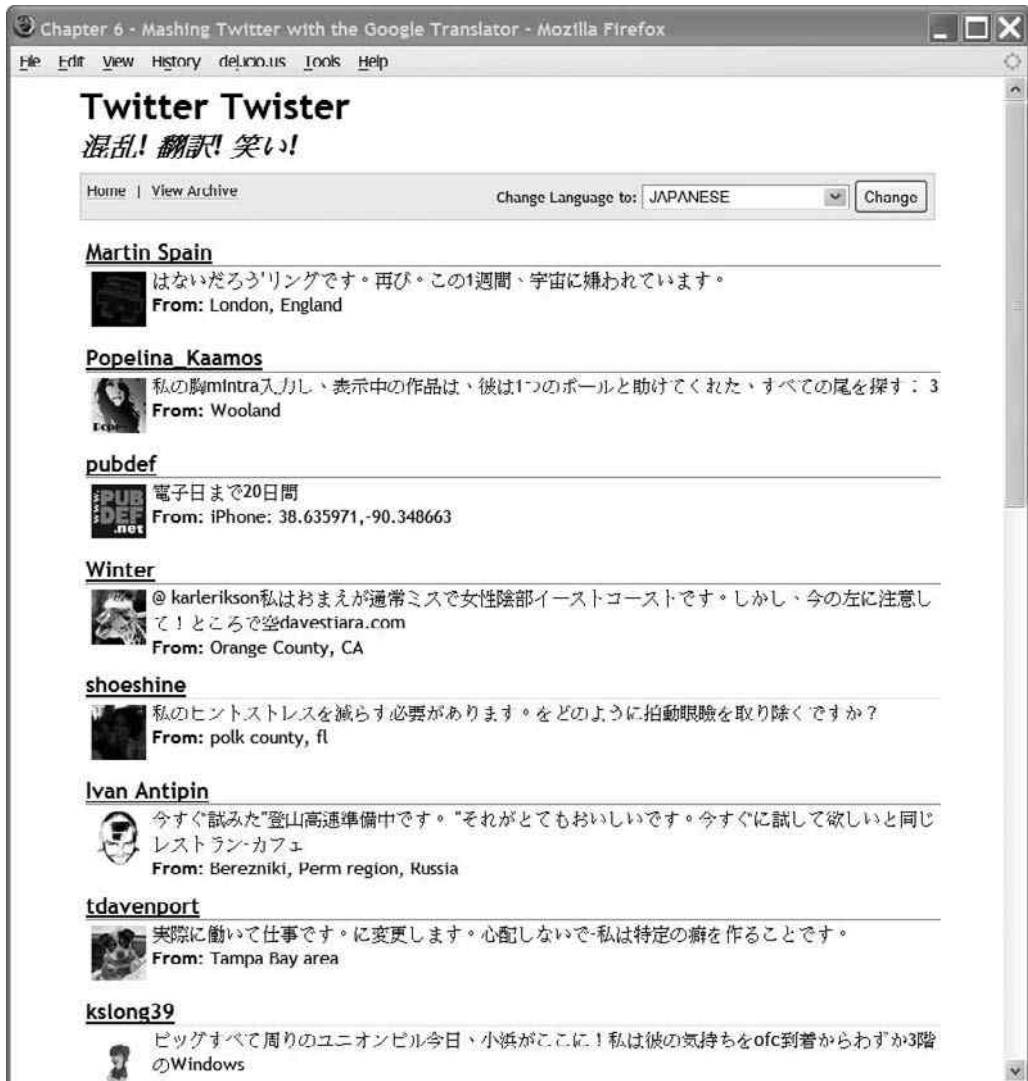 Chapter 6 - Mashing Twitter with the Google Translator - Mozilla Firefox
File Edit View History del.icio.us Tools Help
Twitter Twister
混乱! 翻訳! 笑い!
Home | View Archive
Change Language to: JAPANESE Change
Martin Spain
はないだろう'リングです。再び。この1週間、宇宙に嫌われています。
From: London, England
Popelina_Kaamos
私の胸mintra入力し、表示中の作品は、彼は1つのボールと助けてくれた、すべての尾を探す: 3
From: Wooland
pubdef
www PUB DEF .net
電子日まで20日間
From: iPhone: 38.635971,-90.348663
Winter
@ karlerikson私はおまえが通常ミスで女性陰部イーストコーストです。しかし、今の左に注意し
て!ところで空davestiara.com
From: Orange County, CA
shoeshine
私のヒントストレスを減らす必要があります。をどのように拍動眼瞼を取り除くですか?
From: polk county, fl
Ivan Antipin
今すぐ試みた"登山高速準備中です。 "それがとてもおいしいです。今すぐに試して欲しいと同じ
レストラン-カフェ
From: Berezniki, Perm region, Russia
tdavenport
実際に働いて仕事です。に変更します。心配しないで-私は特定の癖を作ることです。
From: Tampa Bay area
kslong39
ビッグすべて周りのユニオンビル今日、小浜がここに!私は彼の気持ちをofc到着からわずか3階
のWindows